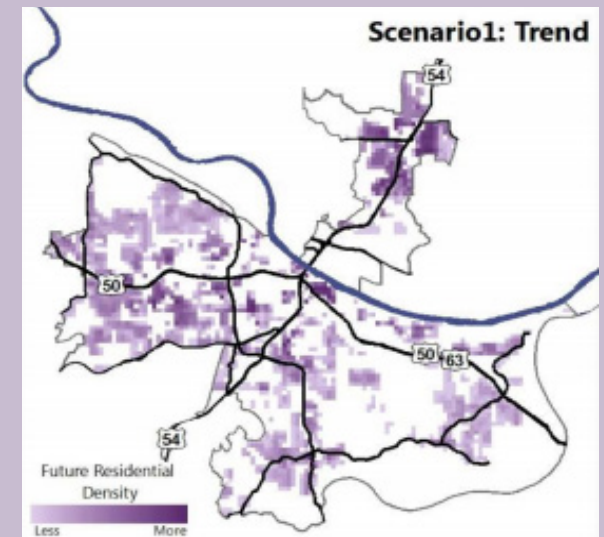 Scenario1: Trend
54
50
50 63
54
Future Residential
Density
Less More